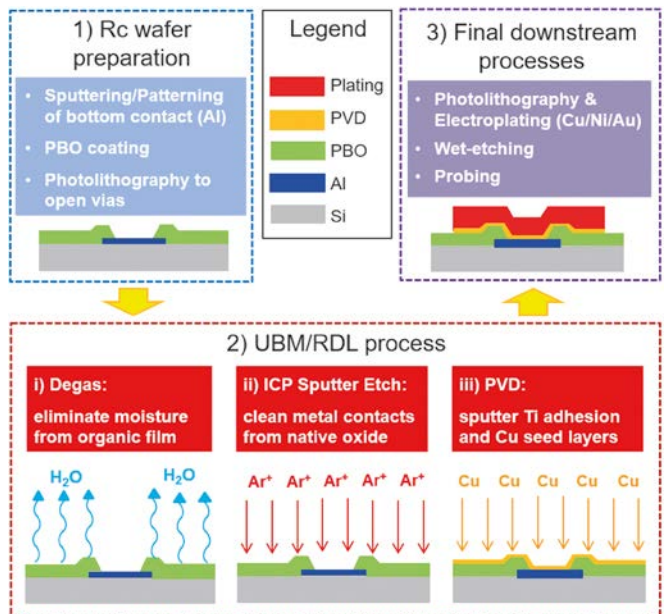 1) Rc wafer
preparation
• Sputtering/Patterning
of bottom contact (Al)
• PBO coating
• Photolithography to
open vias
Legend
Plating
PVD
PBO
Al
Si
3) Final downstream
processes
• Photolithography &
Electroplating (Cu/Ni/Au)
• Wet-etching
• Probing
2) UBM/RDL process
i) Degas:
eliminate moisture
from organic film
H₂O H₂O
ii) ICP Sputter Etch:
clean metal contacts
from native oxide
Ar⁺ Ar⁺ Ar⁺ Ar⁺ Ar⁺
iii) PVD:
sputter Ti adhesion
and Cu seed layers
Cu Cu Cu Cu Cu